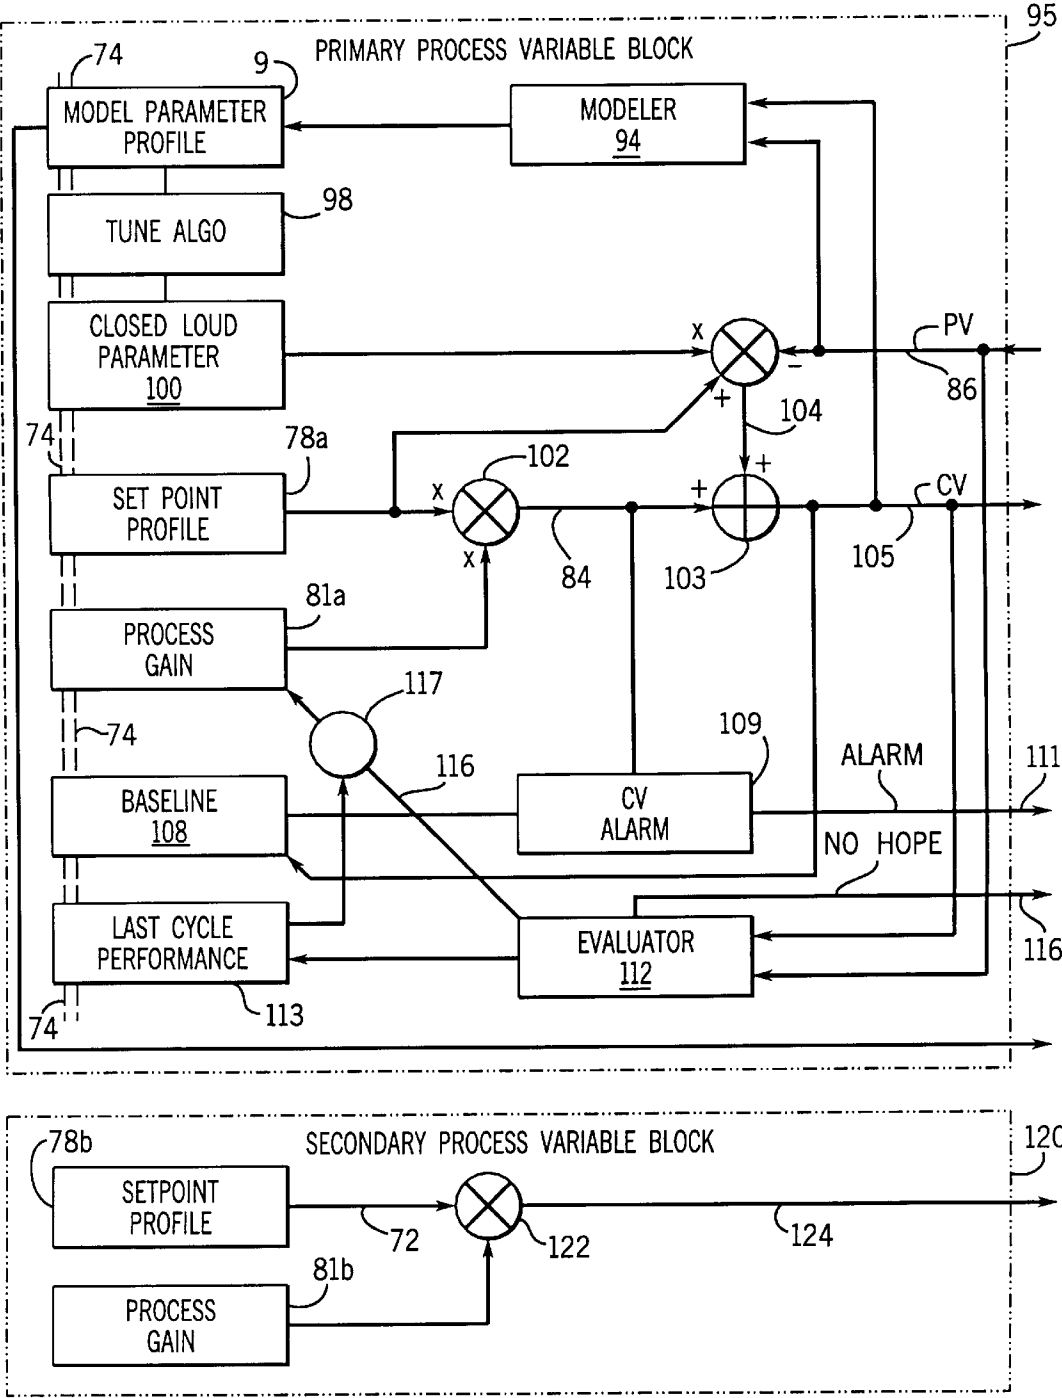 95
PRIMARY PROCESS VARIABLE BLOCK
74
9
MODEL PARAMETER
PROFILE
MODELER
94
98
TUNE ALGO
CLOSED LOUD
PARAMETER
100
x
PV
−
86
+
104
74
78a
102
+
SET POINT
PROFILE
x
+
CV
x
84
103
105
81a
PROCESS
GAIN
117
74
116
109
ALARM
111
BASELINE
108
CV
ALARM
NO HOPE
LAST CYCLE
PERFORMANCE
EVALUATOR
112
116
74
113
78b
SECONDARY PROCESS VARIABLE BLOCK
120
SETPOINT
PROFILE
72
122
124
81b
PROCESS
GAIN